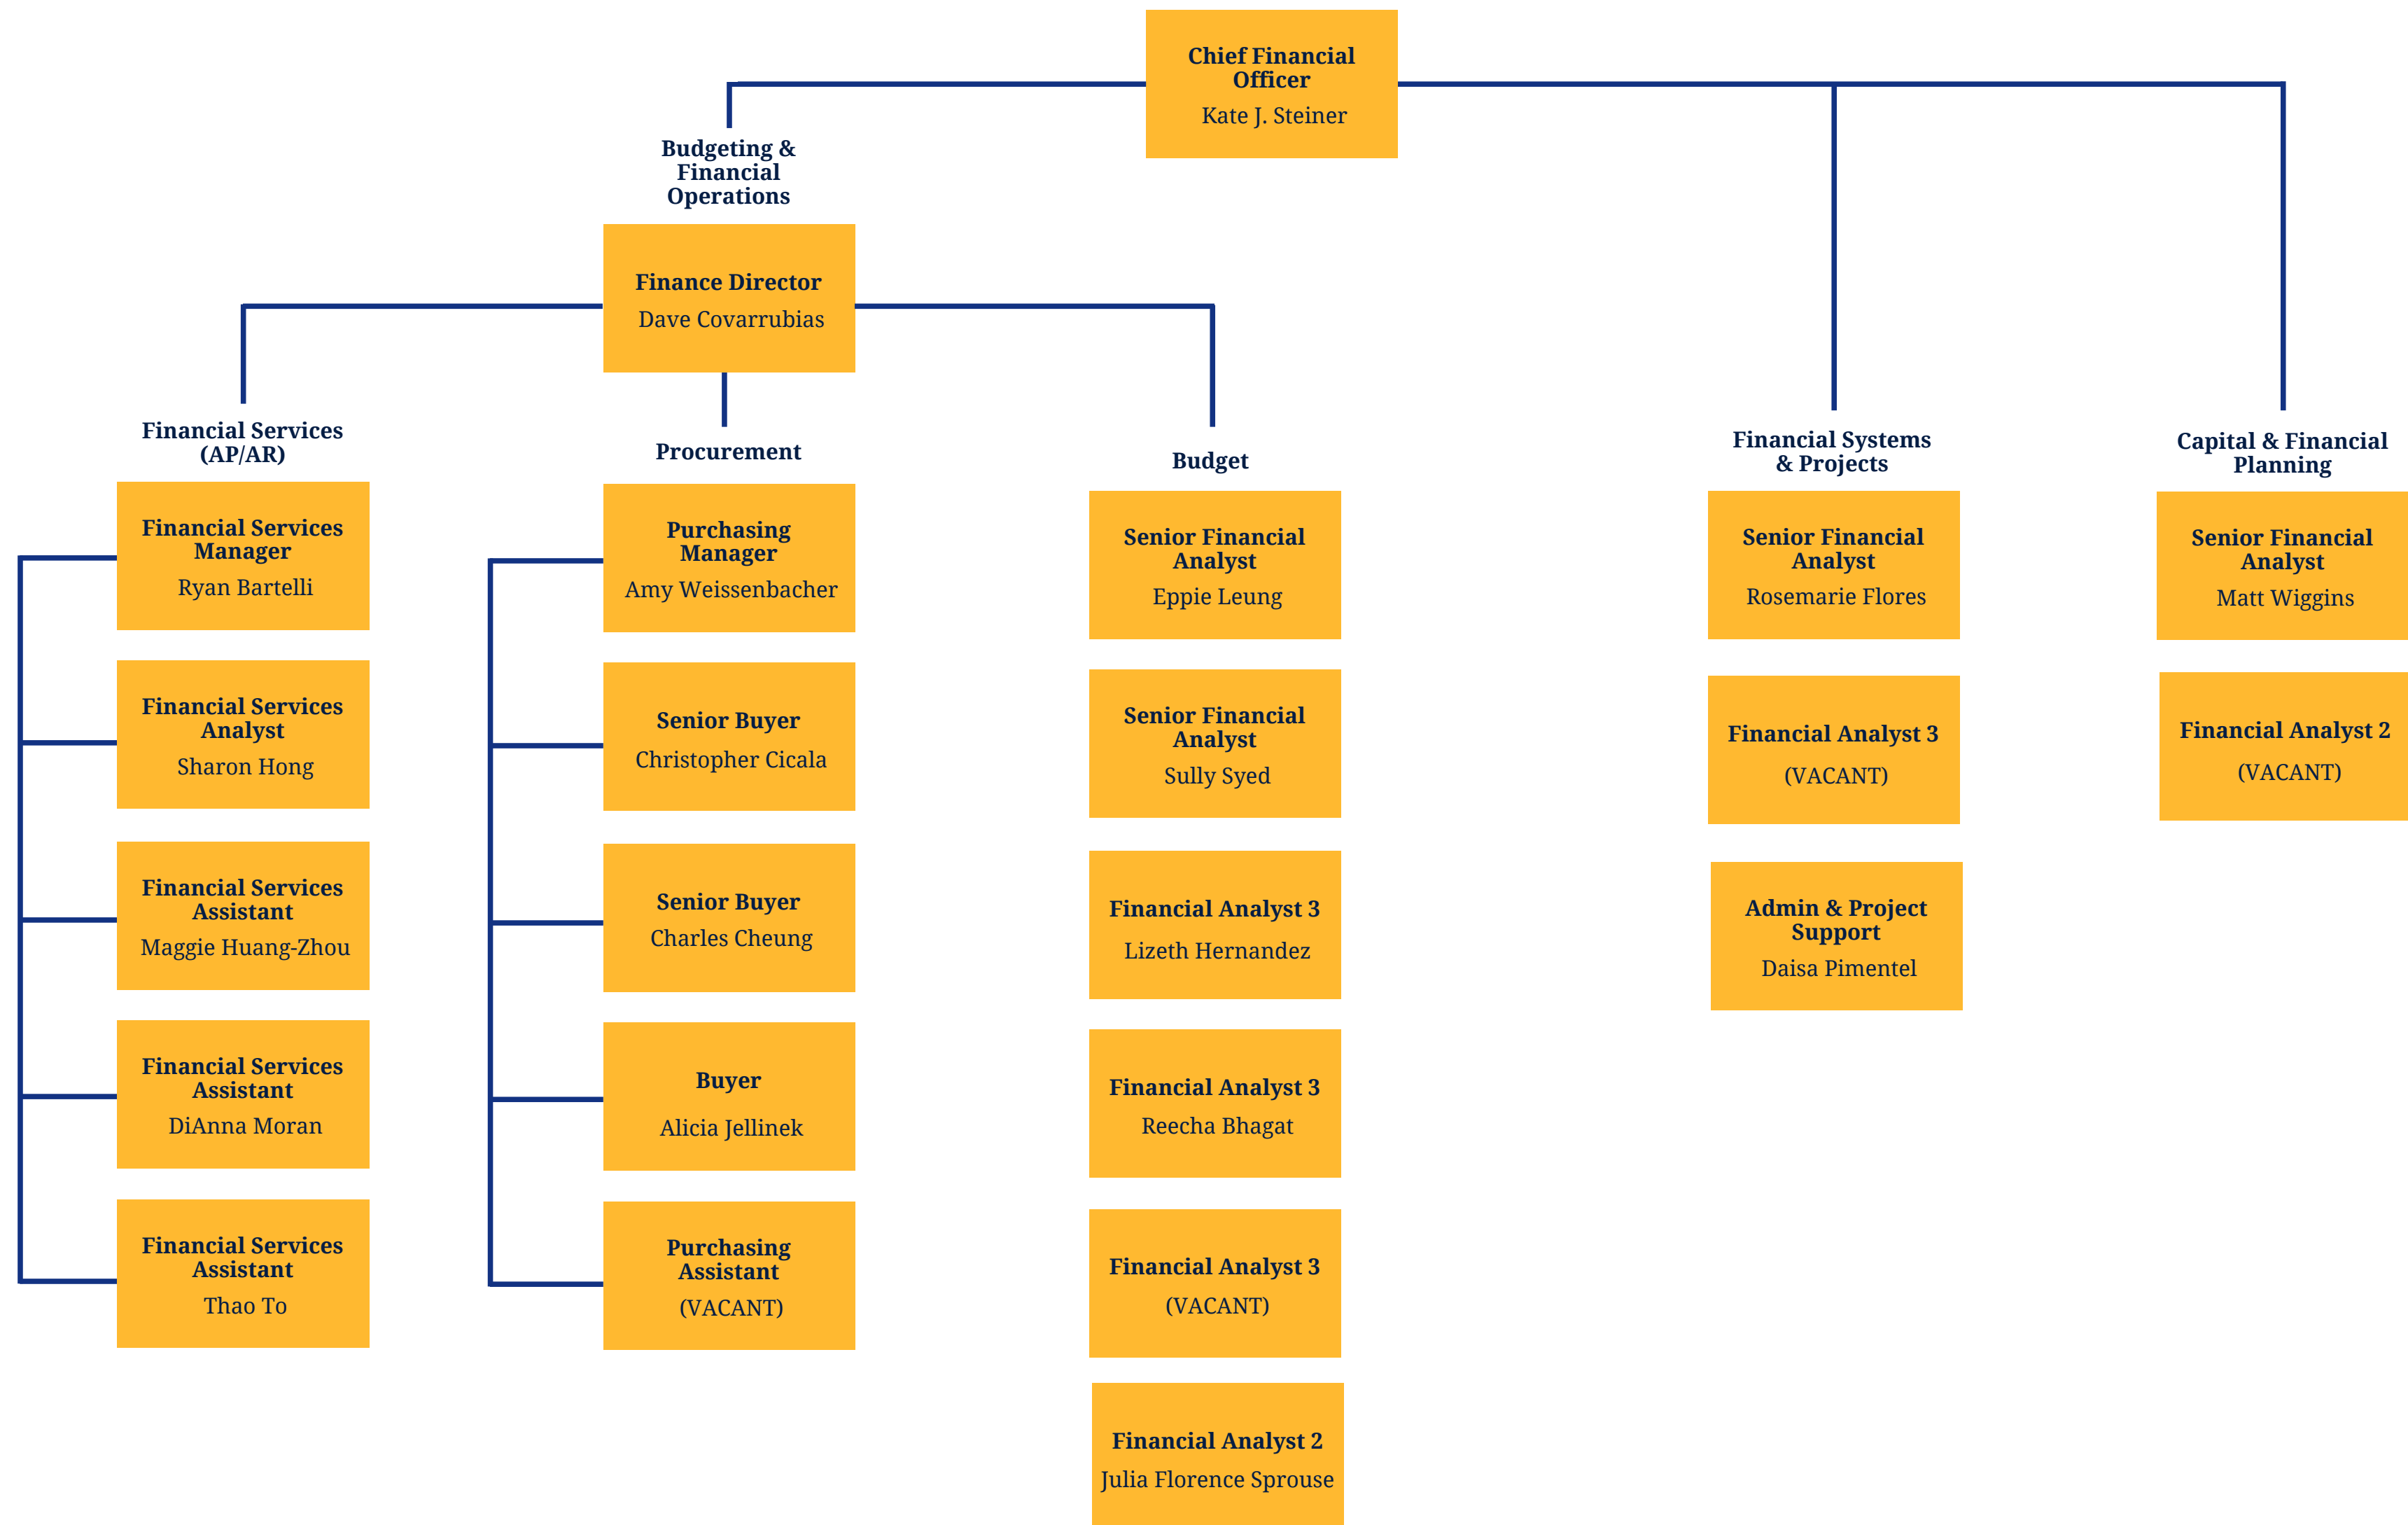 Chief Financial
Officer
Kate J. Steiner
Budgeting &
Financial
Operations
Finance Director
Dave Covarrubias
Financial Services
(AP/AR)
Financial Services
Manager
Ryan Bartelli
Financial Services
Analyst
Sharon Hong
Financial Services
Assistant
Maggie Huang-Zhou
Financial Services
Assistant
DiAnna Moran
Financial Services
Assistant
Thao To
Procurement
Purchasing
Manager
Amy Weissenbacher
Senior Buyer
Christopher Cicala
Senior Buyer
Charles Cheung
Buyer
Alicia Jellinek
Purchasing
Assistant
(VACANT)
Budget
Senior Financial
Analyst
Eppie Leung
Senior Financial
Analyst
Sully Syed
Financial Analyst 3
Lizeth Hernandez
Financial Analyst 3
Reecha Bhagat
Financial Analyst 3
(VACANT)
Financial Analyst 2
Julia Florence Sprouse
Financial Systems
& Projects
Senior Financial
Analyst
Rosemarie Flores
Financial Analyst 3
(VACANT)
Admin & Project
Support
Daisa Pimentel
Capital & Financial
Planning
Senior Financial
Analyst
Matt Wiggins
Financial Analyst 2
(VACANT)